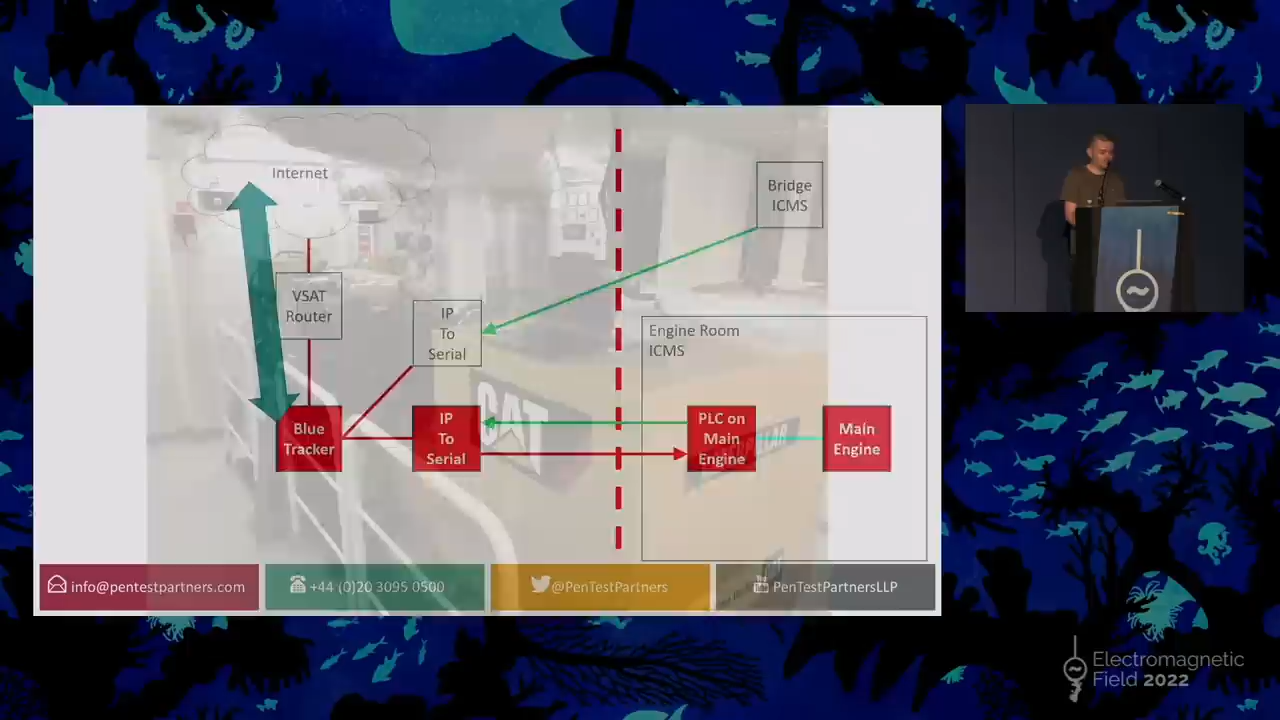 Internet
Bridge
ICMS
VSAT
Router
IP
To
Serial
Engine Room
ICMS
CAT
Blue
Tracker
IP
To
Serial
PLC on
Main
Engine
Main
Engine
info@pentestpartners.com
+44 (0)20 3095 0500
@PenTestPartners
PenTestPartnersLLP
Electromagnetic
Field 2022